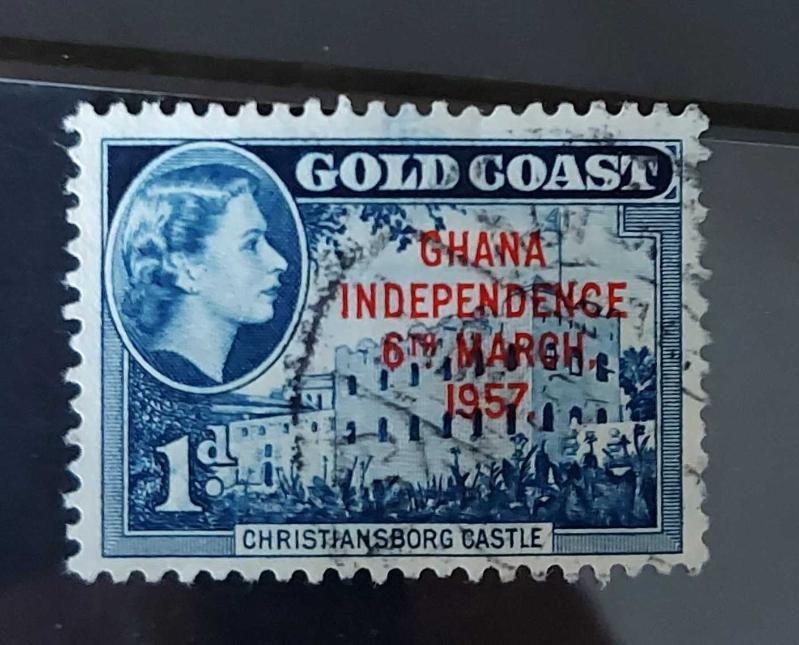 GOLD COAST
GHANA
INDEPENDENCE
6TH MARCH,
1957.
1d
CHRISTIANSBORG CASTLE